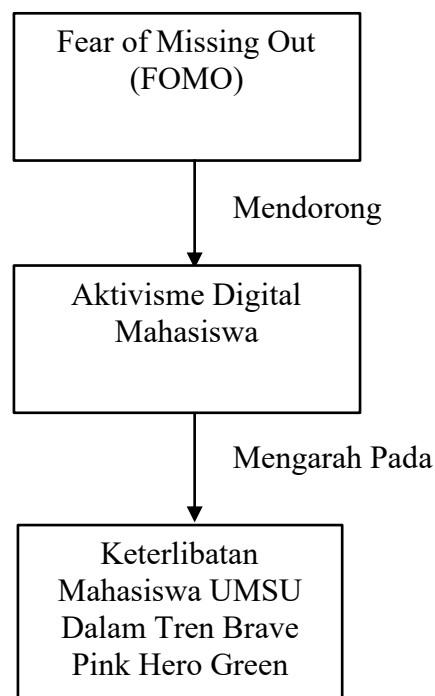 Fear of Missing Out
(FOMO)
Mendorong
Aktivisme Digital
Mahasiswa
Mengarah Pada
Keterlibatan
Mahasiswa UMSU
Dalam Tren Brave
Pink Hero Green